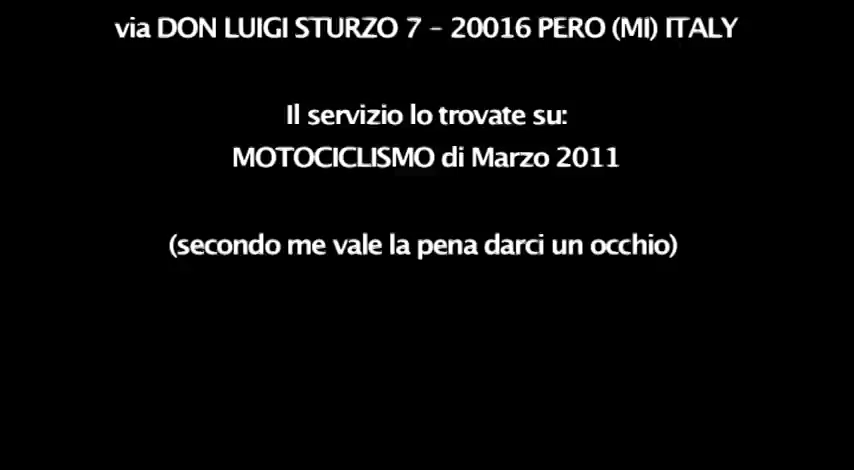 via DON LUIGI STURZO 7 - 20016 PERO (MI) ITALY
Il servizio lo trovate su:
MOTOCICLISMO di Marzo 2011
(secondo me vale la pena darci un occhio)